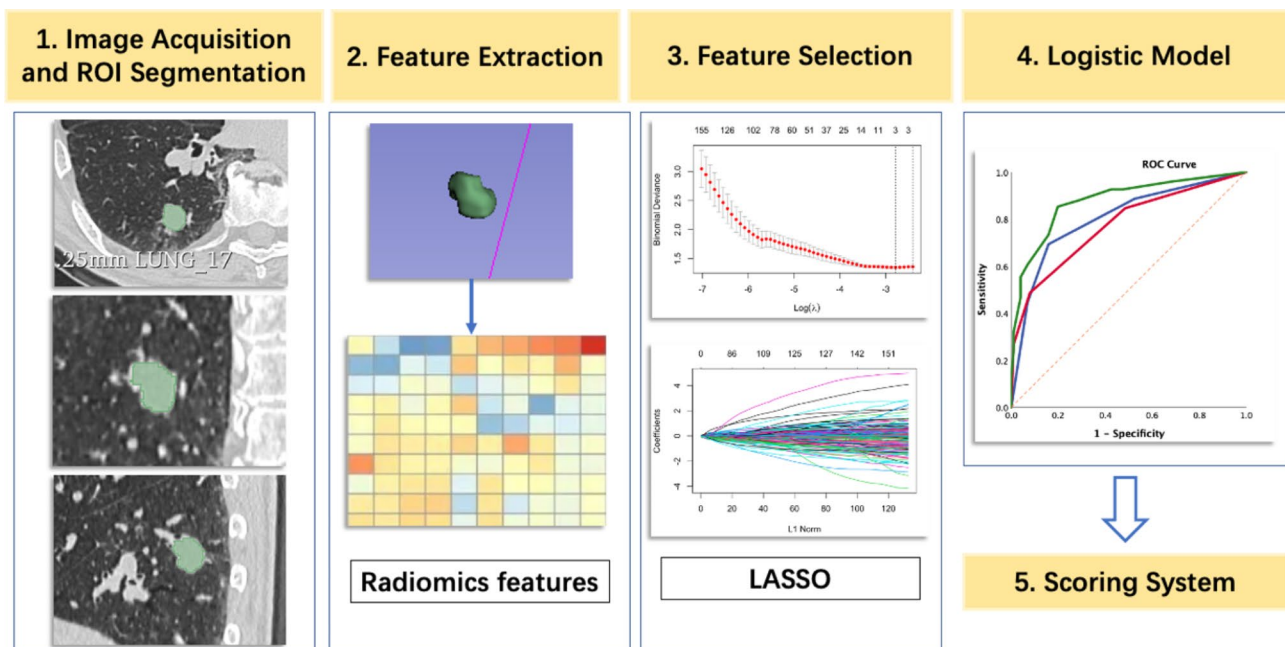 1. Image Acquisition
and ROI Segmentation
.25mm LUNG_17
2. Feature Extraction
Radiomics features
3. Feature Selection
155 126 102 78 60 51 37 25 14 11 3 3
Binomial Deviance
3.0
2.5
2.0
1.5
-7 -6 -5 -4 -3
Log(λ)
0 86 109 125 127 142 151
Coefficients
4
2
0
-2
-4
0 20 40 60 80 100 120
L1 Norm
LASSO
4. Logistic Model
ROC Curve
Sensitivity
1.0
0.8
0.6
0.4
0.2
0.0
0.0 0.2 0.4 0.6 0.8 1.0
1 - Specificity
5. Scoring System